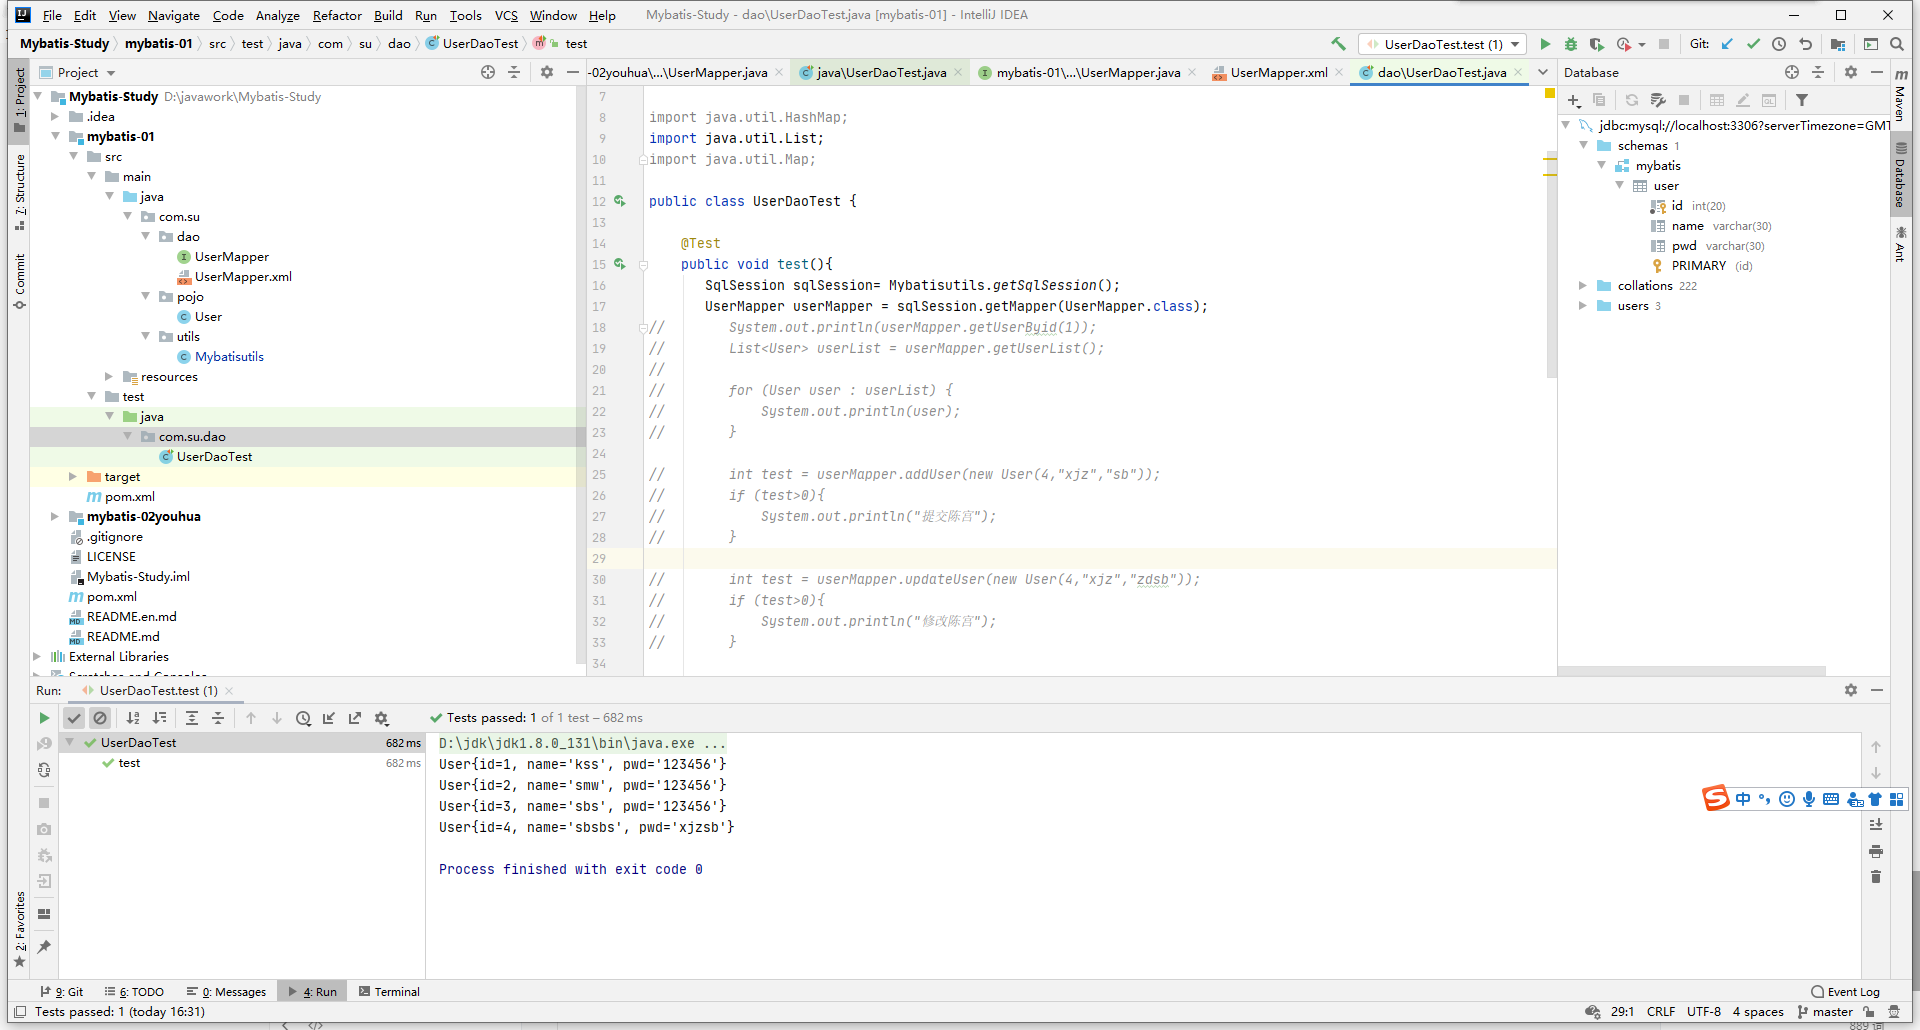 File Edit View Navigate Code Analyze Refactor Build Run Tools VCS Window Help Mybatis-Study - dao\UserDaoTest.java [mybatis-01] - IntelliJ IDEA
Mybatis-Study mybatis-01 src test java com su dao UserDaoTest test UserDaoTest.test (1) Git:
Project
-02youhua\...\UserMapper.java java\UserDaoTest.java mybatis-01\...\UserMapper.java UserMapper.xml dao\UserDaoTest.java
Database
1: Project
7: Structure
Commit
2: Favorites
Mybatis-Study D:\javawork\Mybatis-Study
.idea
mybatis-01
src
main
java
com.su
dao
UserMapper
UserMapper.xml
pojo
User
utils
Mybatisutils
resources
test
java
com.su.dao
UserDaoTest
target
pom.xml
mybatis-02youhua
.gitignore
LICENSE
Mybatis-Study.iml
pom.xml
README.en.md
README.md
External Libraries
Scratches and Consoles
7
8 import java.util.HashMap;
9 import java.util.List;
10 import java.util.Map;
11
12 public class UserDaoTest {
13
14 @Test
15 public void test(){
16 SqlSession sqlSession= Mybatisutils.getSqlSession();
17 UserMapper userMapper = sqlSession.getMapper(UserMapper.class);
18 // System.out.println(userMapper.getUserByid(1));
19 // List<User> userList = userMapper.getUserList();
20 //
21 // for (User user : userList) {
22 // System.out.println(user);
23 // }
24
25 // int test = userMapper.addUser(new User(4,"xjz","sb"));
26 // if (test>0){
27 // System.out.println("提交陈宫");
28 // }
29
30 // int test = userMapper.updateUser(new User(4,"xjz","zdsb"));
31 // if (test>0){
32 // System.out.println("修改陈宫");
33 // }
34
jdbc:mysql://localhost:3306?serverTimezone=GMT
schemas 1
mybatis
user
id int(20)
name varchar(30)
pwd varchar(30)
PRIMARY (id)
collations 222
users 3
Maven
Database
Ant
Run: UserDaoTest.test (1)
Tests passed: 1 of 1 test – 682 ms
UserDaoTest 682 ms
test 682 ms
D:\jdk\jdk1.8.0_131\bin\java.exe ...
User{id=1, name='kss', pwd='123456'}
User{id=2, name='smw', pwd='123456'}
User{id=3, name='sbs', pwd='123456'}
User{id=4, name='sbsbs', pwd='xjzsb'}
Process finished with exit code 0
中
9: Git 6: TODO 0: Messages 4: Run Terminal Event Log
Tests passed: 1 (today 16:31) 29:1 CRLF UTF-8 4 spaces master
889 词